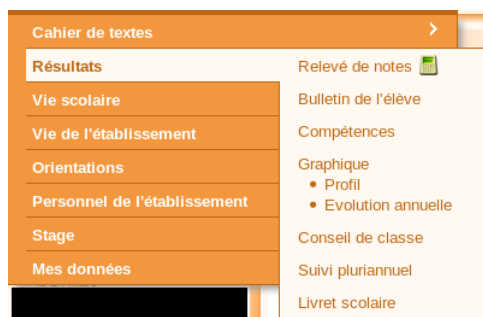 Cahier de textes
Résultats
Vie scolaire
Vie de l'établissement
Orientations
Personnel de l'établissement
Stage
Mes données
Relevé de notes
Bulletin de l'élève
Compétences
Graphique
Profil
Evolution annuelle
Conseil de classe
Suivi pluriannuel
Livret scolaire